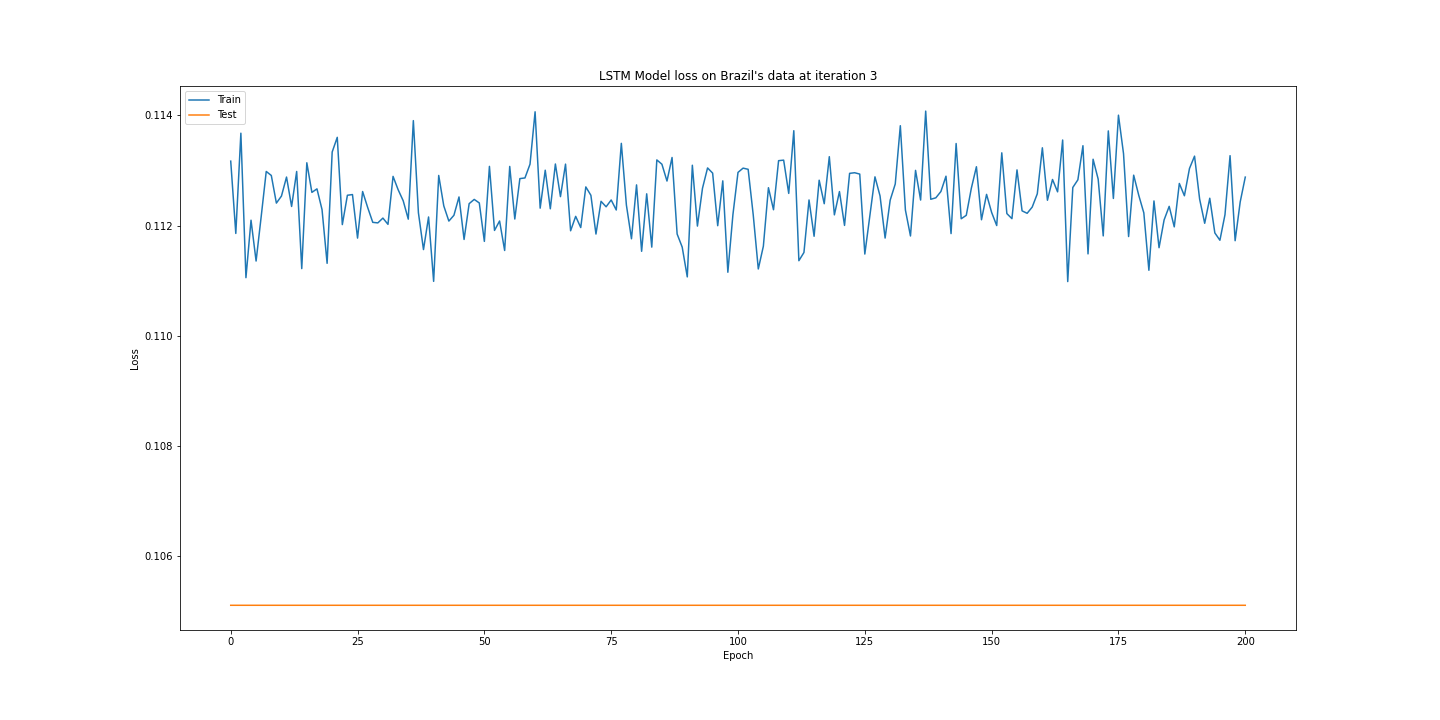 LSTM Model loss on Brazil's data at iteration 3
Train
Test
0.114
0.112
0.110
0.108
0.106
Loss
0 25 50 75 100 125 150 175 200
Epoch